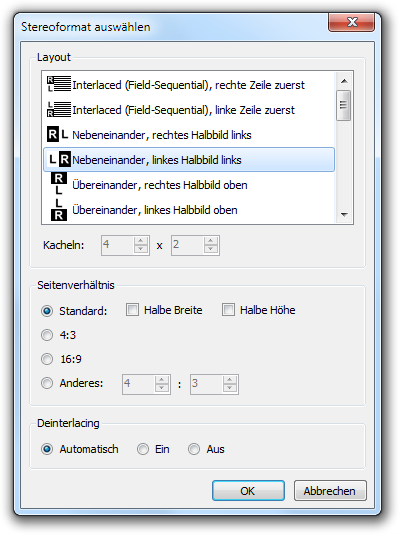 Stereoformat auswählen
Layout
R L Interlaced (Field-Sequential), rechte Zeile zuerst
R L Interlaced (Field-Sequential), linke Zeile zuerst
R L Nebeneinander, rechtes Halbbild links
L R Nebeneinander, linkes Halbbild links
R L Übereinander, rechtes Halbbild oben
L R Übereinander, linkes Halbbild oben
Kacheln: 4 x 2
Seitenverhältnis
Standard: Halbe Breite Halbe Höhe
4:3
16:9
Anderes: 4 : 3
Deinterlacing
Automatisch Ein Aus
OK Abbrechen